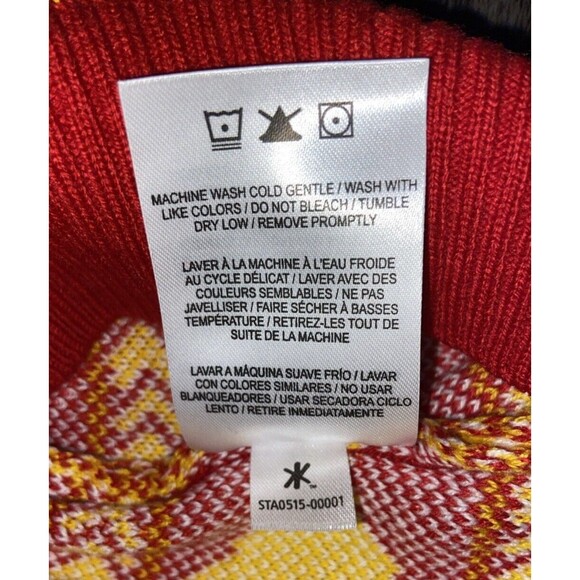 MACHINE WASH COLD GENTLE / WASH WITH
LIKE COLORS / DO NOT BLEACH / TUMBLE
DRY LOW / REMOVE PROMPTLY
LAVER À LA MACHINE À L'EAU FROIDE
AU CYCLE DÉLICAT / LAVER AVEC DES
COULEURS SEMBLABLES / NE PAS
JAVELLISER / FAIRE SÉCHER À BASSES
TEMPÉRATURE / RETIREZ-LES TOUT DE
SUITE DE LA MACHINE
LAVAR A MÁQUINA SUAVE FRÍO / LAVAR
CON COLORES SIMILARES / NO USAR
BLANQUEADORES / USAR SECADORA CICLO
LENTO / RETIRE INMEDIATAMENTE
TM
STA0515-00001